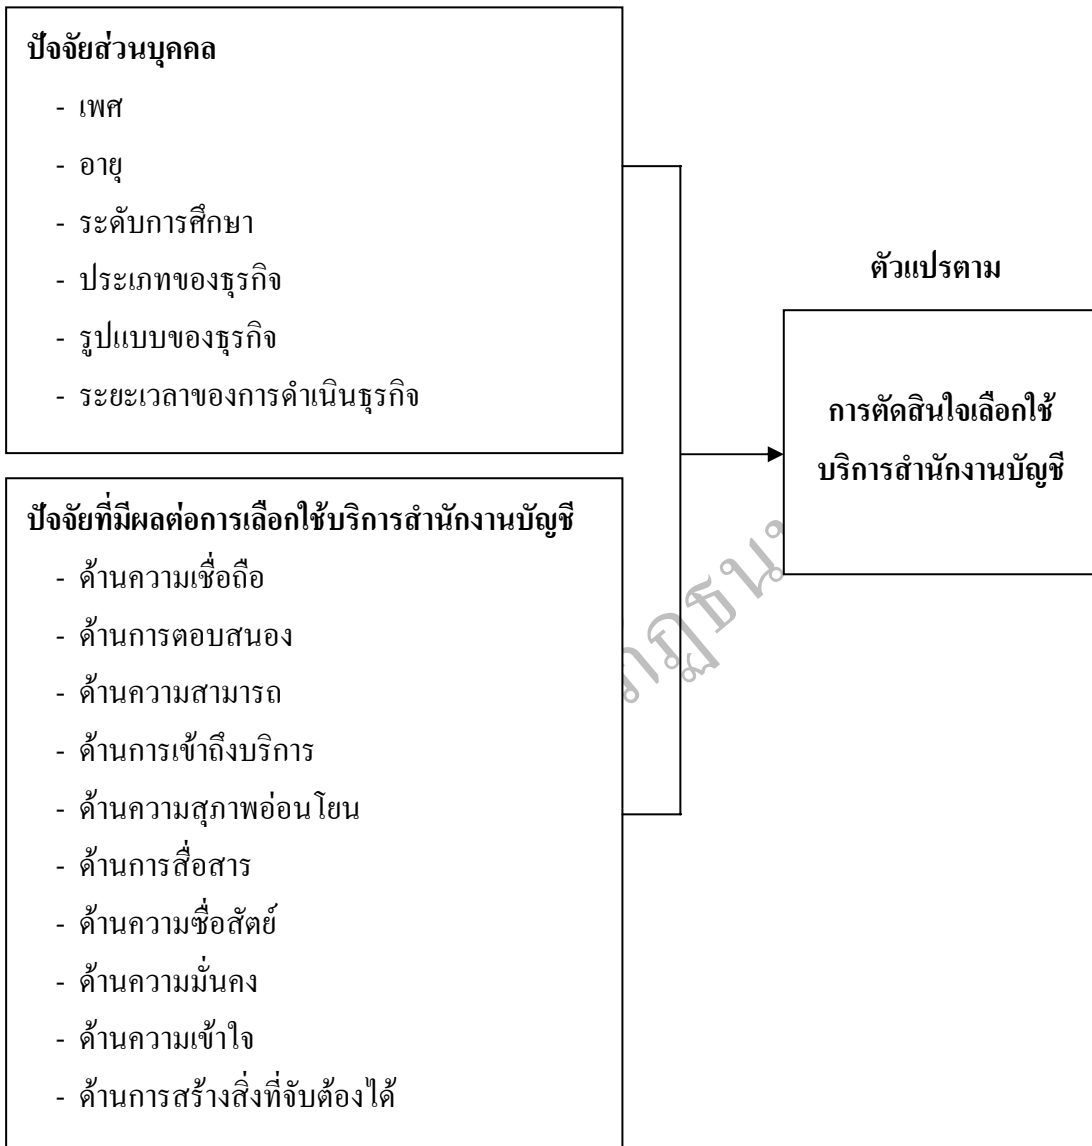 ปัจจัยส่วนบุคคล
- เพศ
- อายุ
- ระดับการศึกษา
- ประเภทของธุรกิจ
- รูปแบบของธุรกิจ
- ระยะเวลาของการดำเนินธุรกิจ
ปัจจัยที่มีผลต่อการเลือกใช้บริการสำนักงานบัญชี
- ด้านความเชื่อถือ
- ด้านการตอบสนอง
- ด้านความสามารถ
- ด้านการเข้าถึงบริการ
- ด้านความสุภาพอ่อนโยน
- ด้านการสื่อสาร
- ด้านความซื่อสัตย์
- ด้านความมั่นคง
- ด้านความเข้าใจ
- ด้านการสร้างสิ่งที่จับต้องได้
ตัวแปรตาม
การตัดสินใจเลือกใช้
บริการสำนักงานบัญชี